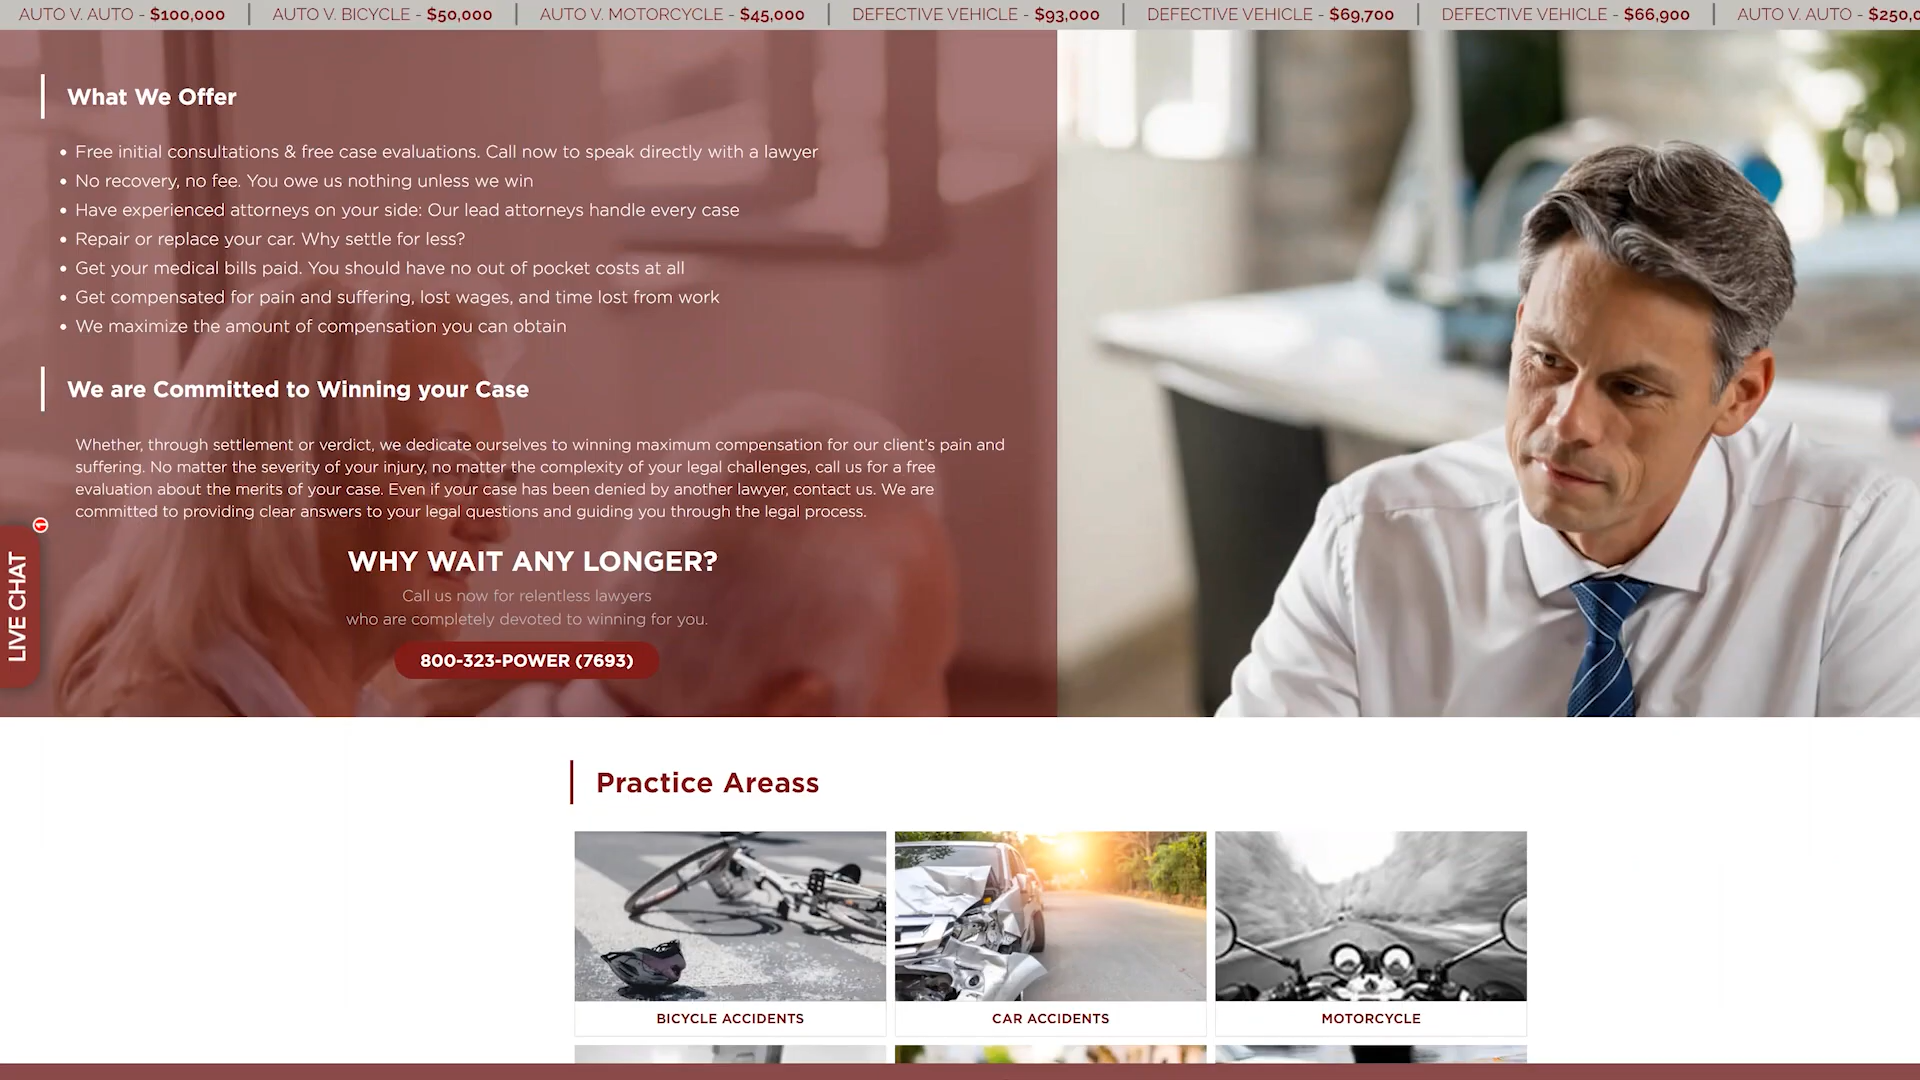 AUTO V. AUTO - $100,000 | AUTO V. BICYCLE - $50,000 | AUTO V. MOTORCYCLE - $45,000 | DEFECTIVE VEHICLE - $93,000 | DEFECTIVE VEHICLE - $69,700 | DEFECTIVE VEHICLE - $66,900 | AUTO V. AUTO - $250,0
What We Offer
• Free initial consultations & free case evaluations. Call now to speak directly with a lawyer
• No recovery, no fee. You owe us nothing unless we win
• Have experienced attorneys on your side: Our lead attorneys handle every case
• Repair or replace your car. Why settle for less?
• Get your medical bills paid. You should have no out of pocket costs at all
• Get compensated for pain and suffering, lost wages, and time lost from work
• We maximize the amount of compensation you can obtain
We are Committed to Winning your Case
Whether, through settlement or verdict, we dedicate ourselves to winning maximum compensation for our client's pain and
suffering. No matter the severity of your injury, no matter the complexity of your legal challenges, call us for a free
evaluation about the merits of your case. Even if your case has been denied by another lawyer, contact us. We are
committed to providing clear answers to your legal questions and guiding you through the legal process.
WHY WAIT ANY LONGER?
Call us now for relentless lawyers
who are completely devoted to winning for you.
800-323-POWER (7693)
1
LIVE CHAT
Practice Areass
BICYCLE ACCIDENTS
CAR ACCIDENTS
MOTORCYCLE